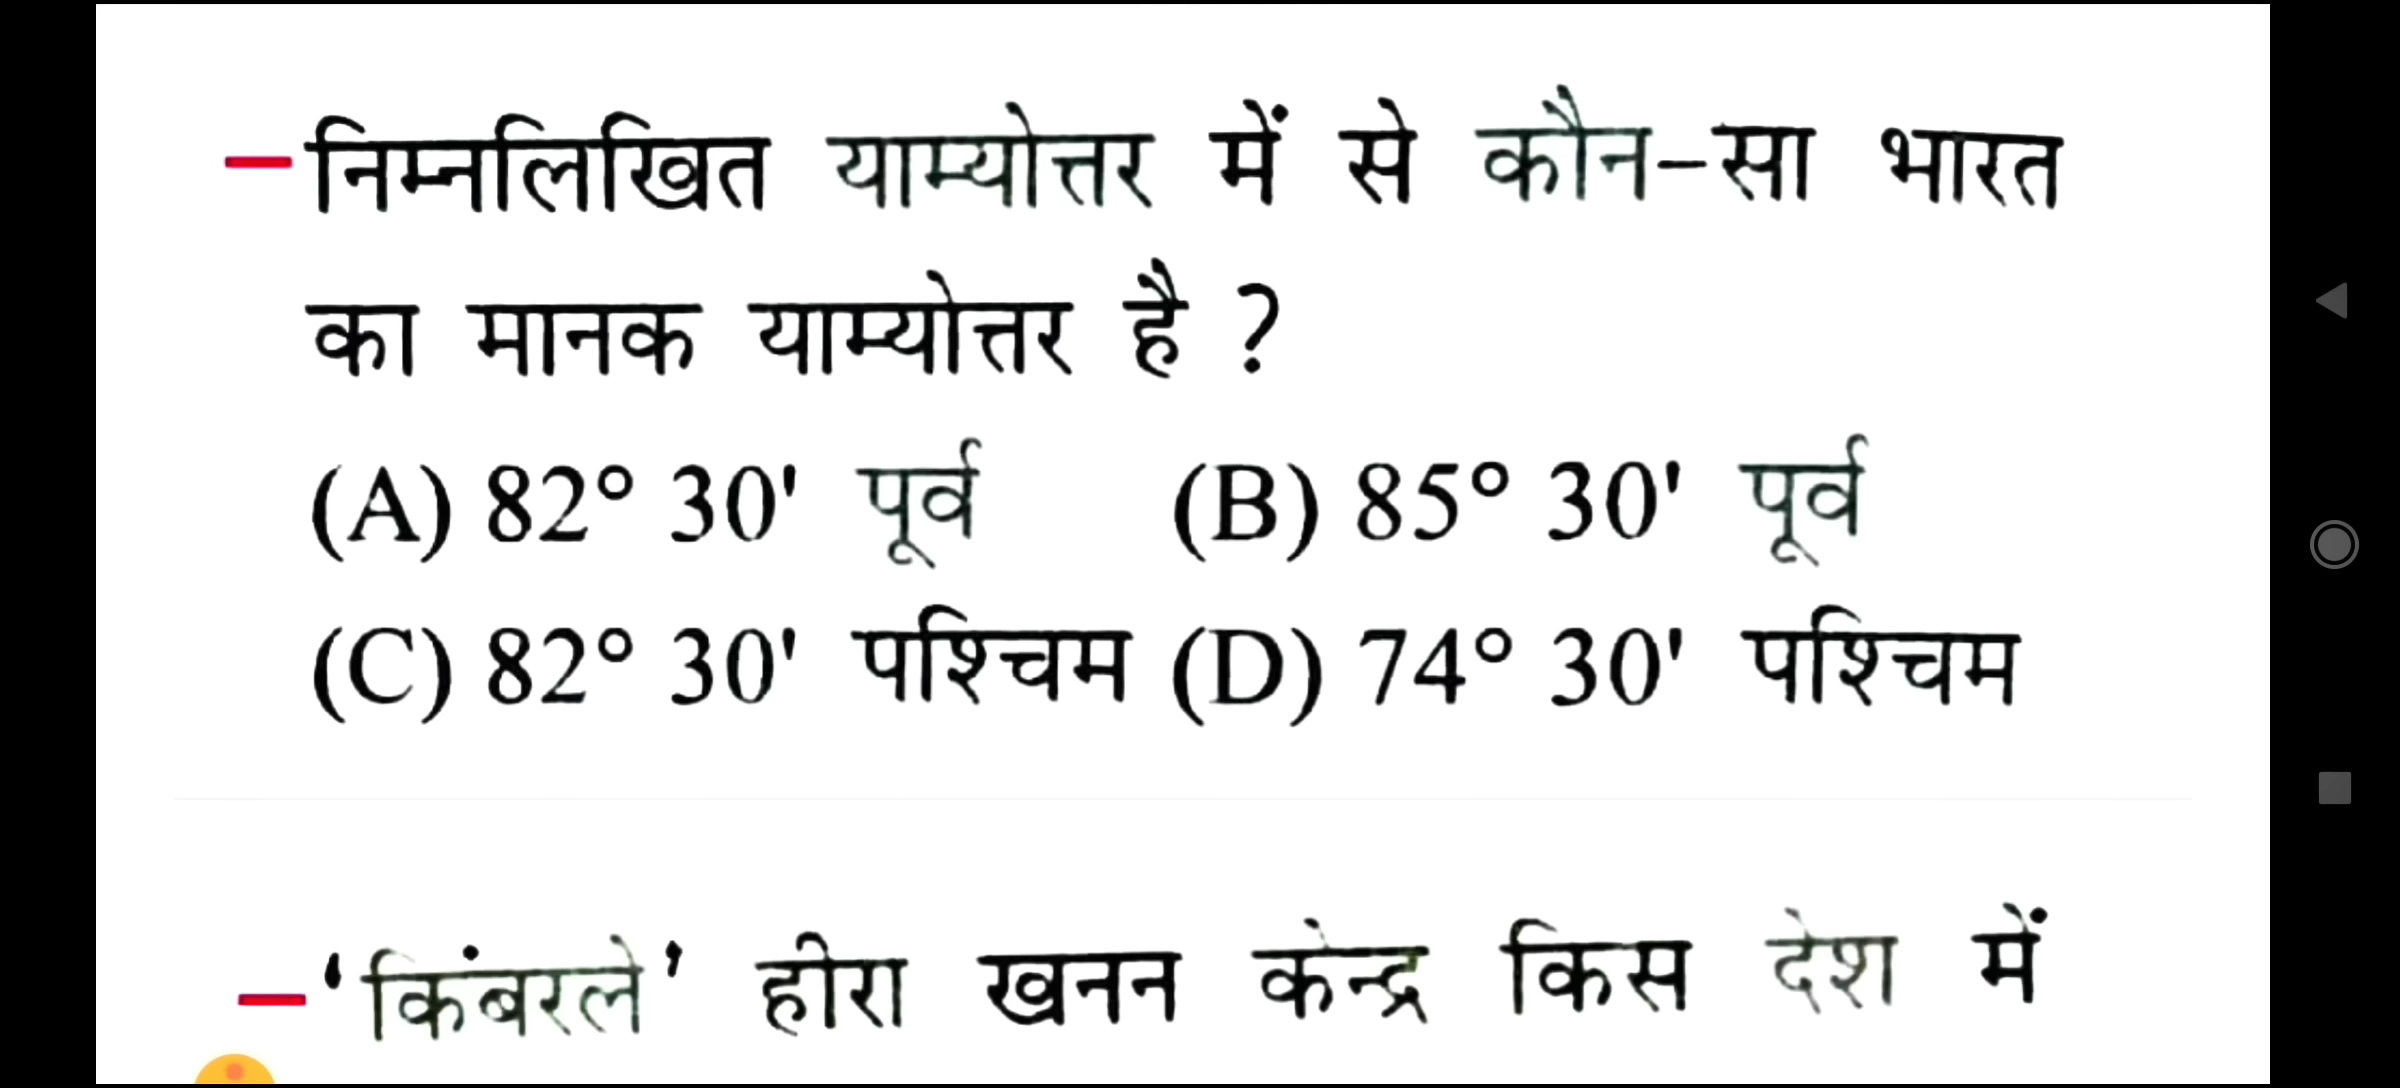 –निम्नलिखित याम्योत्तर में से कौन–सा भारत
का मानक याम्योत्तर है ?
(A) 82° 30' पूर्व (B) 85° 30' पूर्व
(C) 82° 30' पश्चिम (D) 74° 30' पश्चिम
–‘किंबरले’ हीरा खनन केन्द्र किस देश में